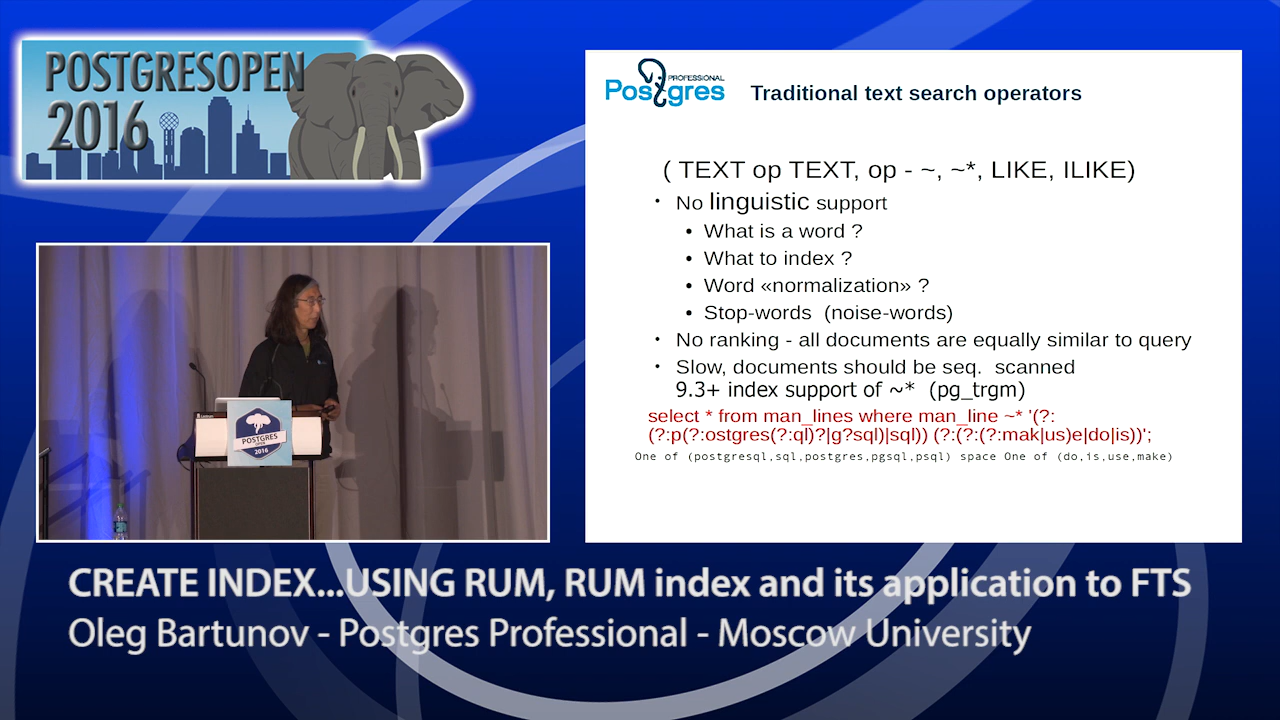 POSTGRESOPEN
2016
PROFESSIONAL
Postgres
Traditional text search operators
( TEXT op TEXT, op - ~, ~*, LIKE, ILIKE)
• No linguistic support
• What is a word ?
• What to index ?
• Word «normalization» ?
• Stop-words (noise-words)
• No ranking - all documents are equally similar to query
• Slow, documents should be seq. scanned
9.3+ index support of ~* (pg_trgm)
select * from man_lines where man_line ~* '(?:
(?:p(?:ostgres(?:ql)?|g?sql)|sql)) (?:(?:(?:mak|us)e|do|is))';
One of (postgresql,sql,postgres,pgsql,psql) space One of (do,is,use,make)
POSTGRES
OPEN
2016
CREATE INDEX...USING RUM, RUM index and its application to FTS
Oleg Bartunov - Postgres Professional - Moscow University